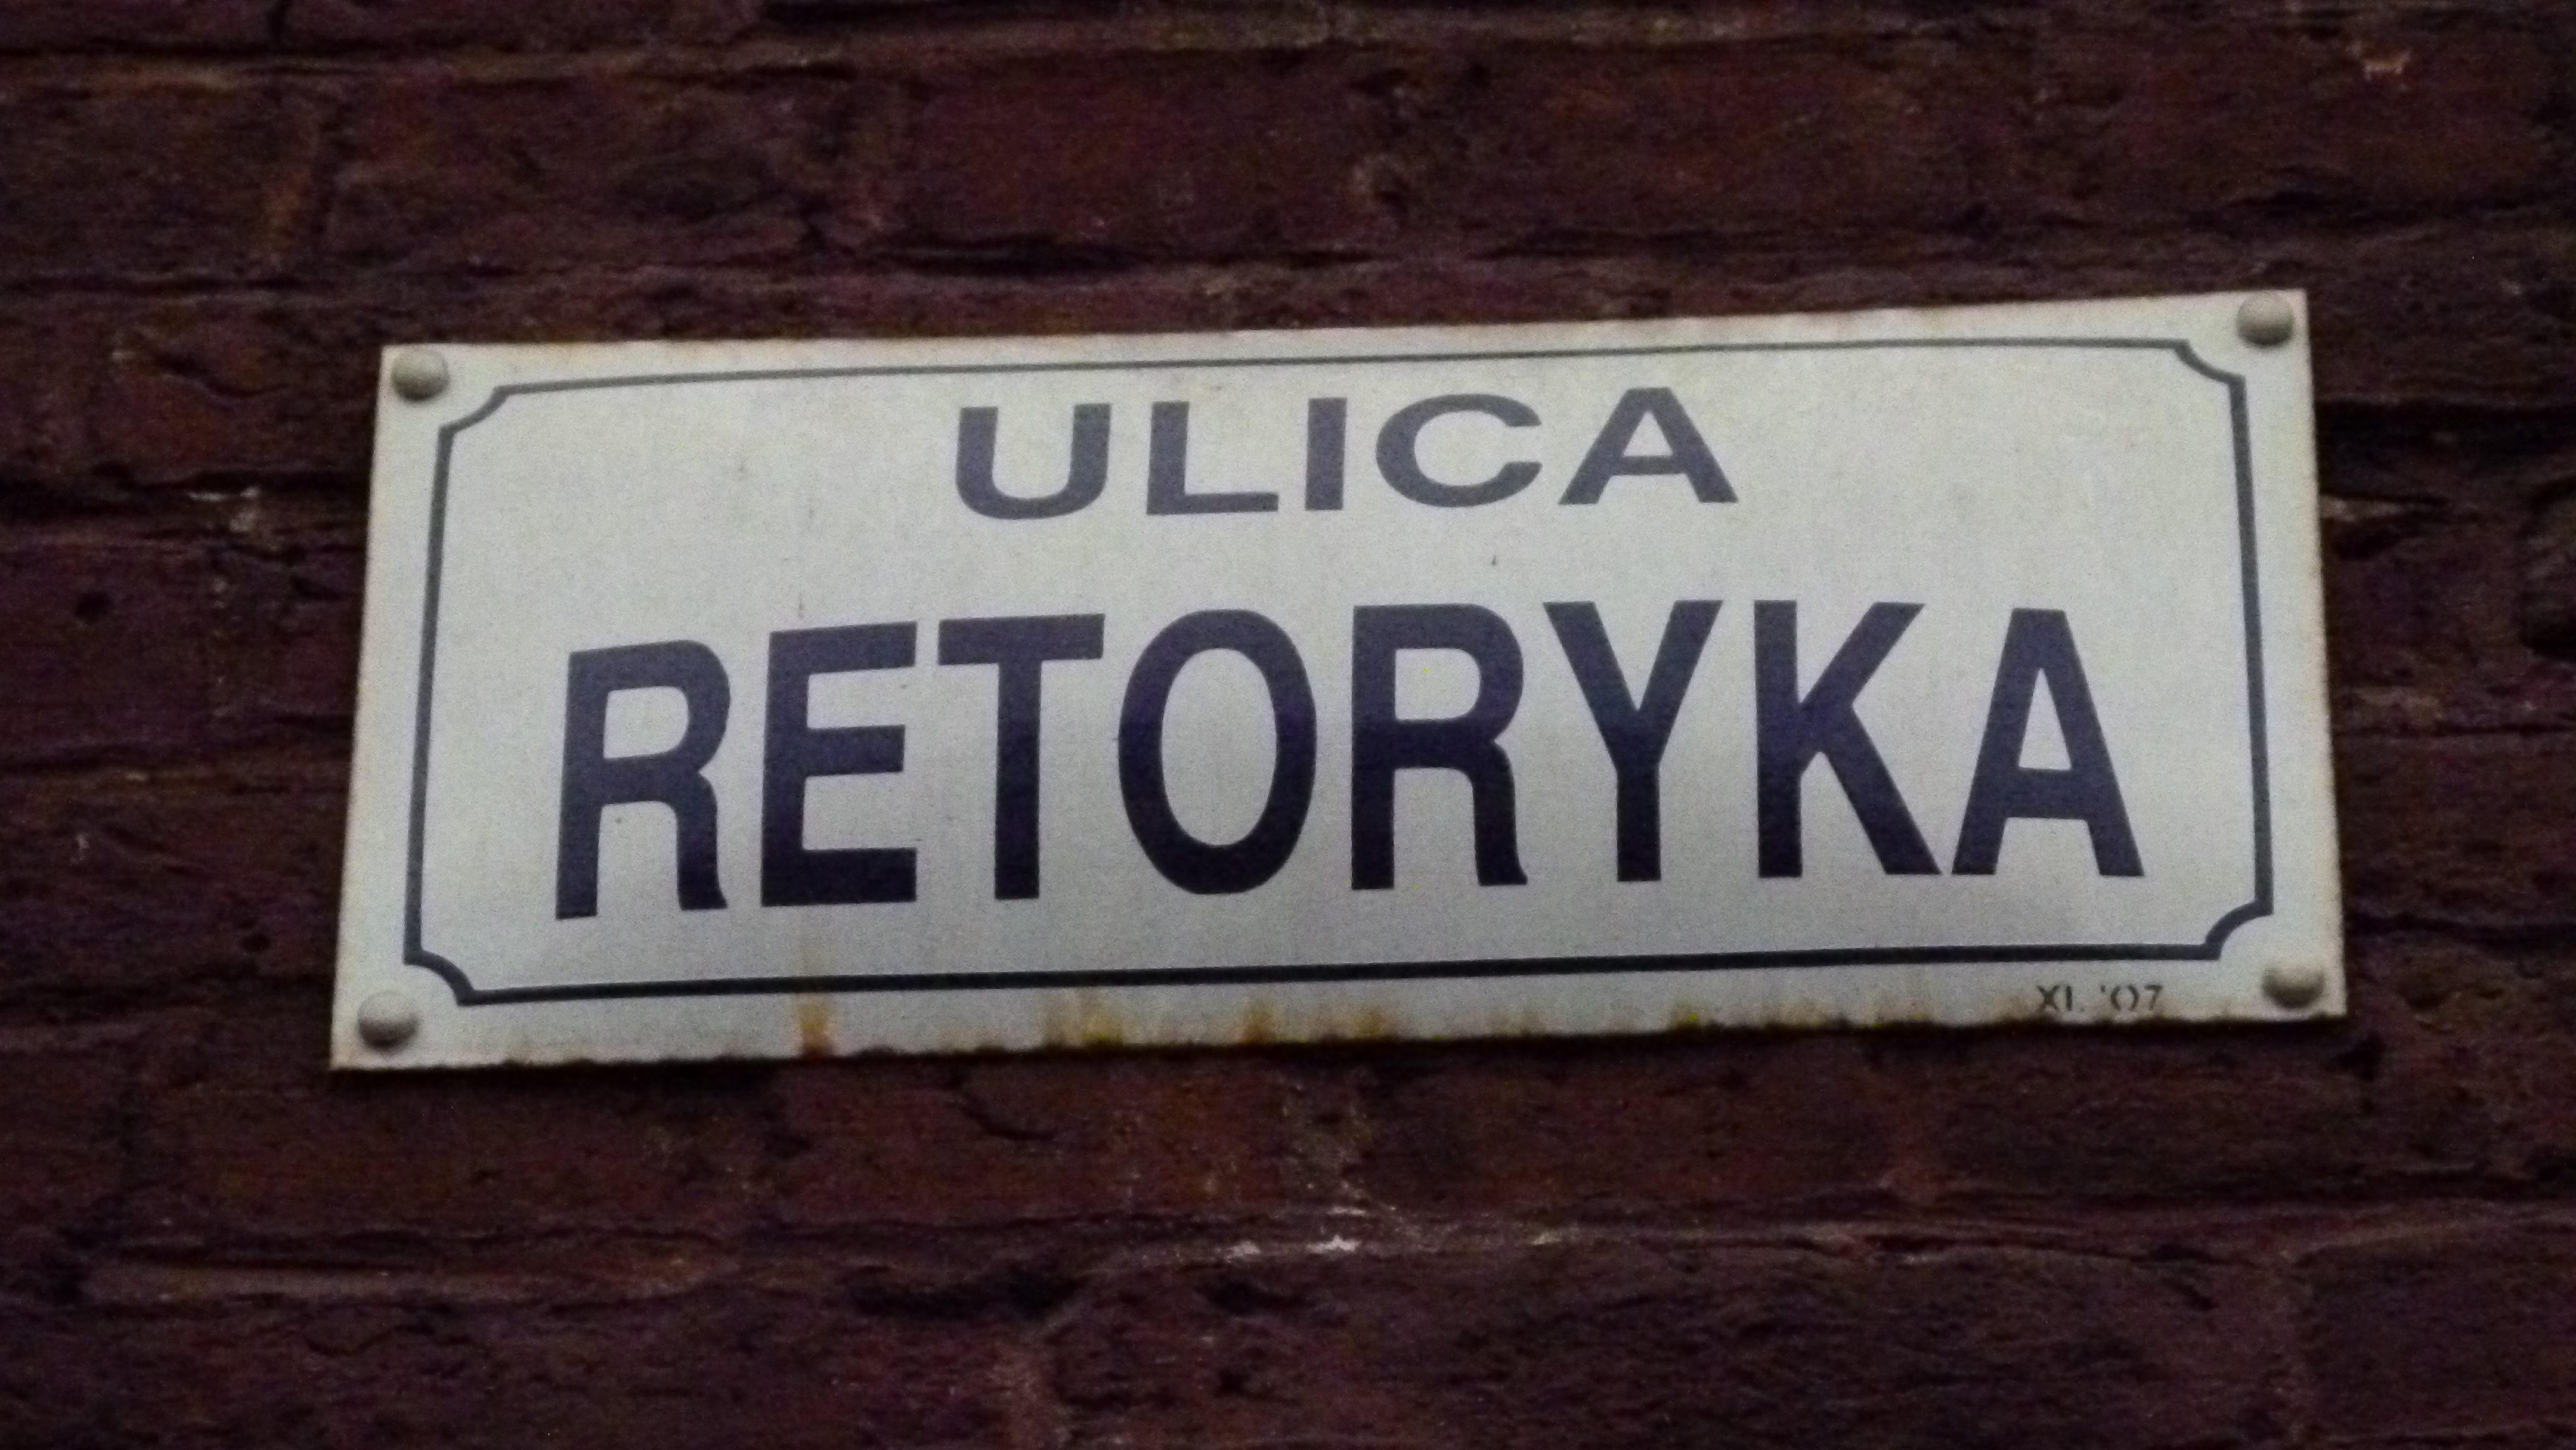 ULICA
RETORYKA
XI. '07